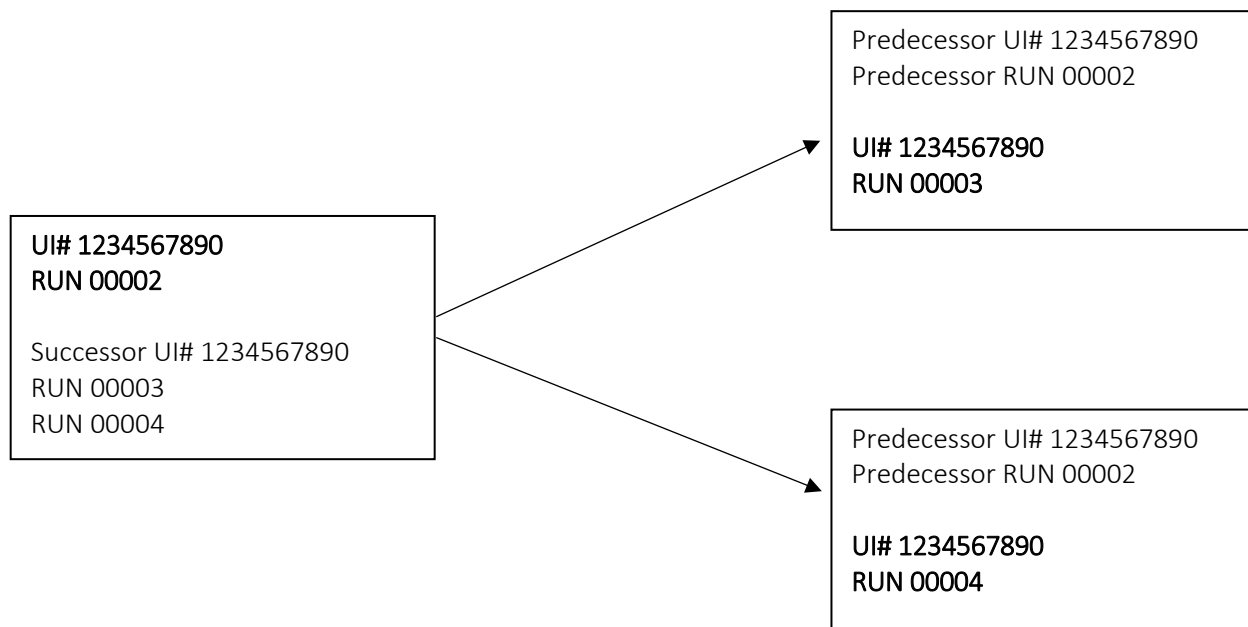 UI# 1234567890
RUN 00002
Successor UI# 1234567890
RUN 00003
RUN 00004
Predecessor UI# 1234567890
Predecessor RUN 00002
UI# 1234567890
RUN 00003
Predecessor UI# 1234567890
Predecessor RUN 00002
UI# 1234567890
RUN 00004